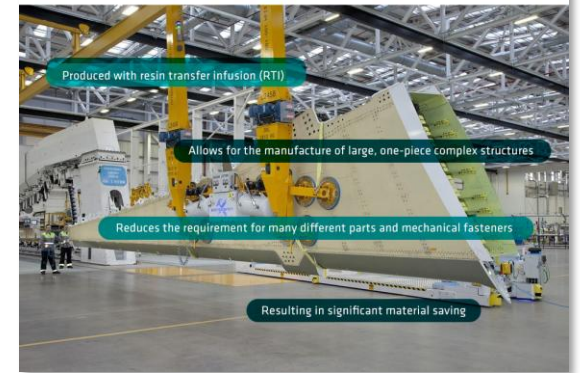 Produced with resin transfer infusion (RTI)
Allows for the manufacture of large, one-piece complex structures
Reduces the requirement for many different parts and mechanical fasteners
Resulting in significant material saving